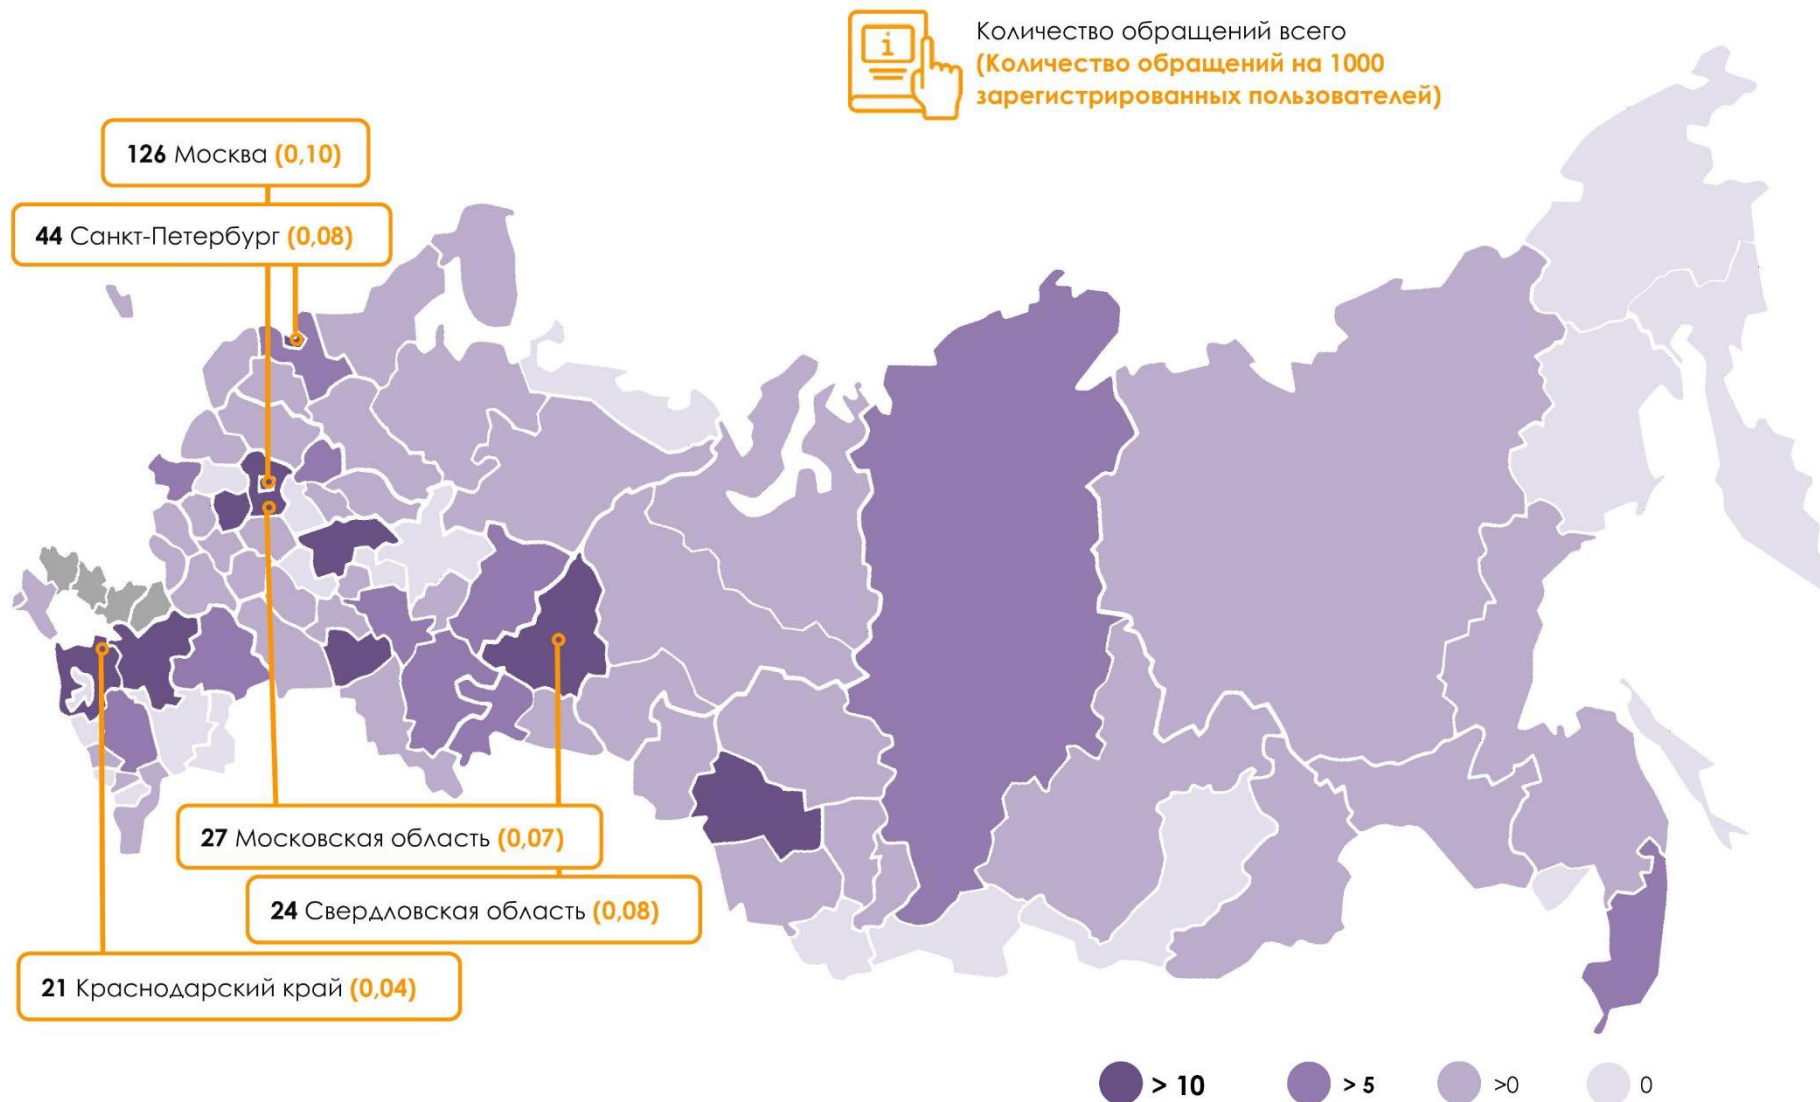 i
Количество обращений всего
(Количество обращений на 1000
зарегистрированных пользователей)
126 Москва (0,10)
44 Санкт-Петербург (0,08)
27 Московская область (0,07)
24 Свердловская область (0,08)
21 Краснодарский край (0,04)
> 10
> 5
>0
0